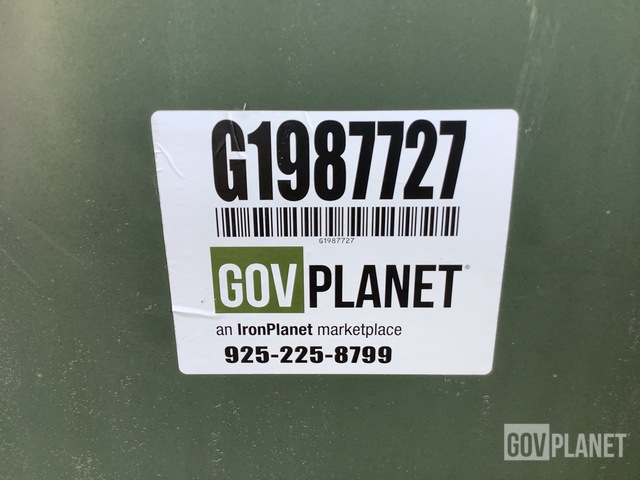 G1987727
G1987727
GOV PLANET®
an IronPlanet marketplace
925-225-8799
GOVPLANET